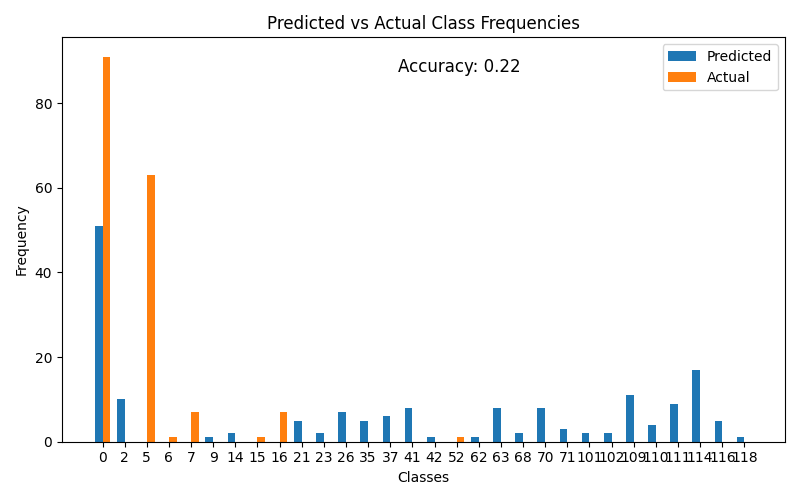 Predicted vs Actual Class Frequencies
Accuracy: 0.22
Predicted
Actual
Frequency
80
60
40
20
0
0 2 5 6 7 9 14 15 16 21 23 26 35 37 41 42 52 62 63 68 70 71 101 102 109 110 111 114 116 118
Classes